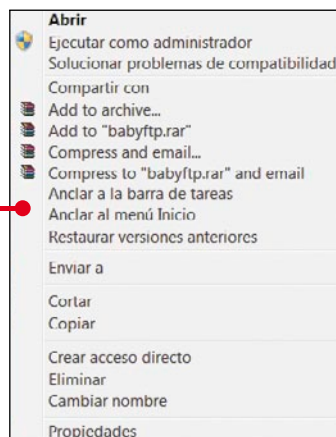 Abrir
Ejecutar como administrador
Solucionar problemas de compatibilidad
Compartir con
Add to archive...
Add to "babyftp.rar"
Compress and email...
Compress to "babyftp.rar" and email
Anclar a la barra de tareas
Anclar al menú Inicio
Restaurar versiones anteriores
Enviar a
Cortar
Copiar
Crear acceso directo
Eliminar
Cambiar nombre
Propiedades